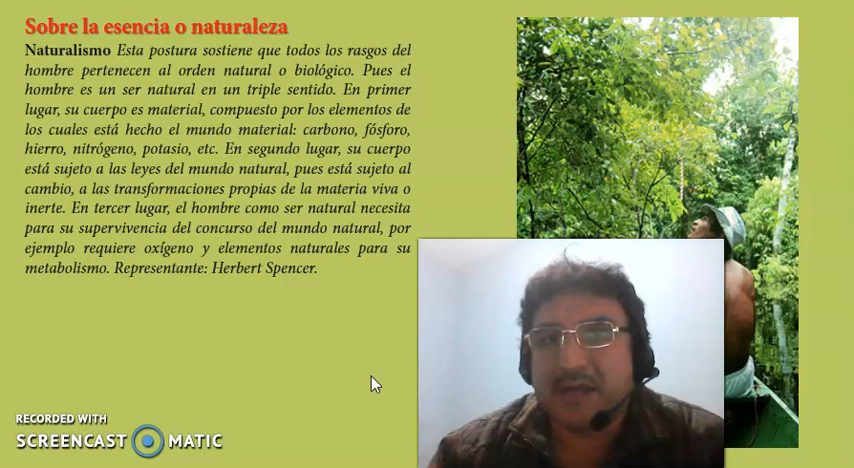 Sobre la esencia o naturaleza
Naturalismo Esta postura sostiene que todos los rasgos del
hombre pertenecen al orden natural o biológico. Pues el
hombre es un ser natural en un triple sentido. En primer
lugar, su cuerpo es material, compuesto por los elementos de
los cuales está hecho el mundo material: carbono, fósforo,
hierro, nitrógeno, potasio, etc. En segundo lugar, su cuerpo
está sujeto a las leyes del mundo natural, pues está sujeto al
cambio, a las transformaciones propias de la materia viva o
inerte. En tercer lugar, el hombre como ser natural necesita
para su supervivencia del concurso del mundo natural, por
ejemplo requiere oxígeno y elementos naturales para su
metabolismo. Representante: Herbert Spencer.
RECORDED WITH
SCREENCAST MATIC